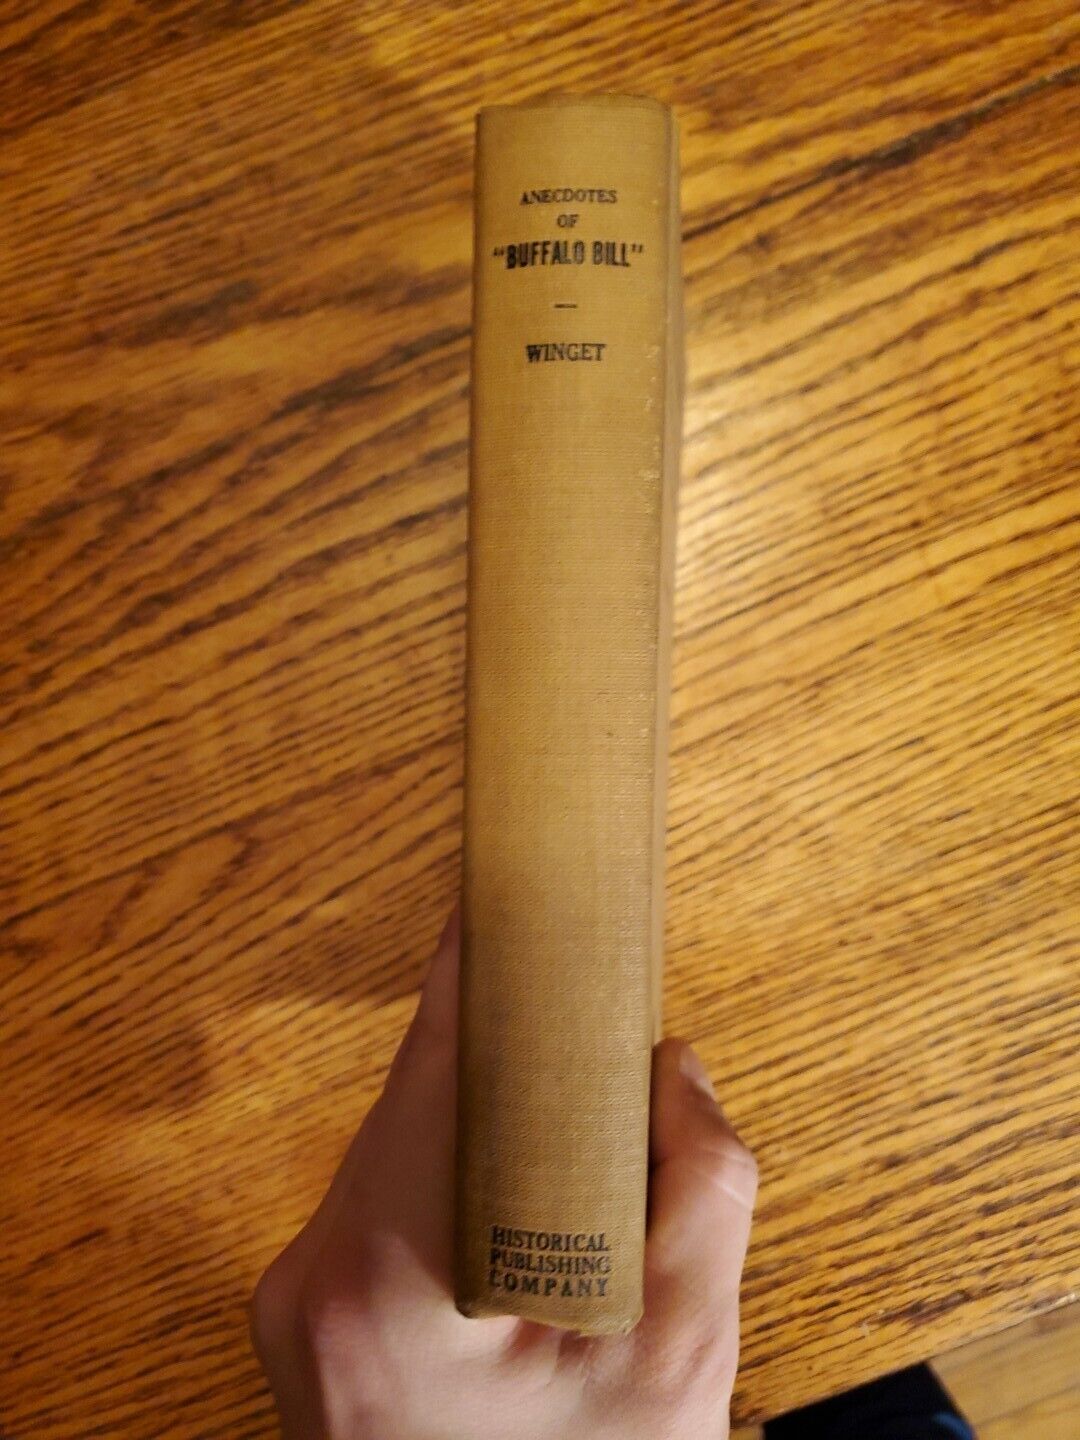 ANECDOTES
OF
"BUFFALO BILL"
WINGET
HISTORICAL
PUBLISHING
COMPANY